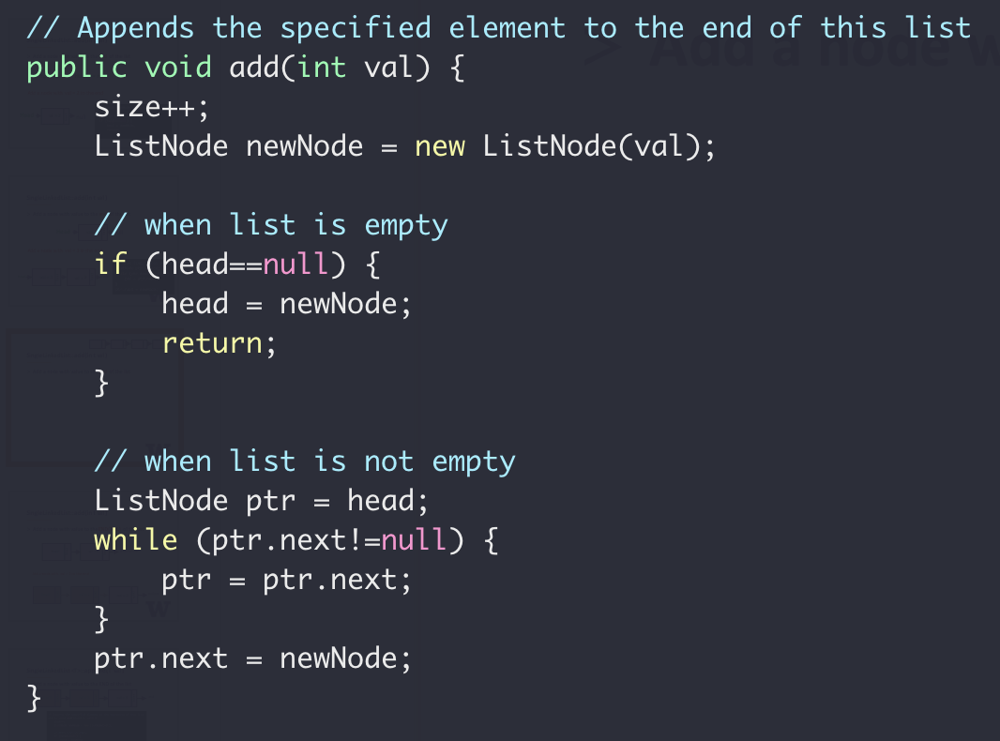 // Appends the specified element to the end of this list
> Add a node w
public void add(int val) {
    size++;
    ListNode newNode = new ListNode(val);

    // when list is empty
    if (head==null) {
        head = newNode;
        return;
    }

    // when list is not empty
    ListNode ptr = head;
    while (ptr.next!=null) {
        ptr = ptr.next;
    }
    ptr.next = newNode;
}